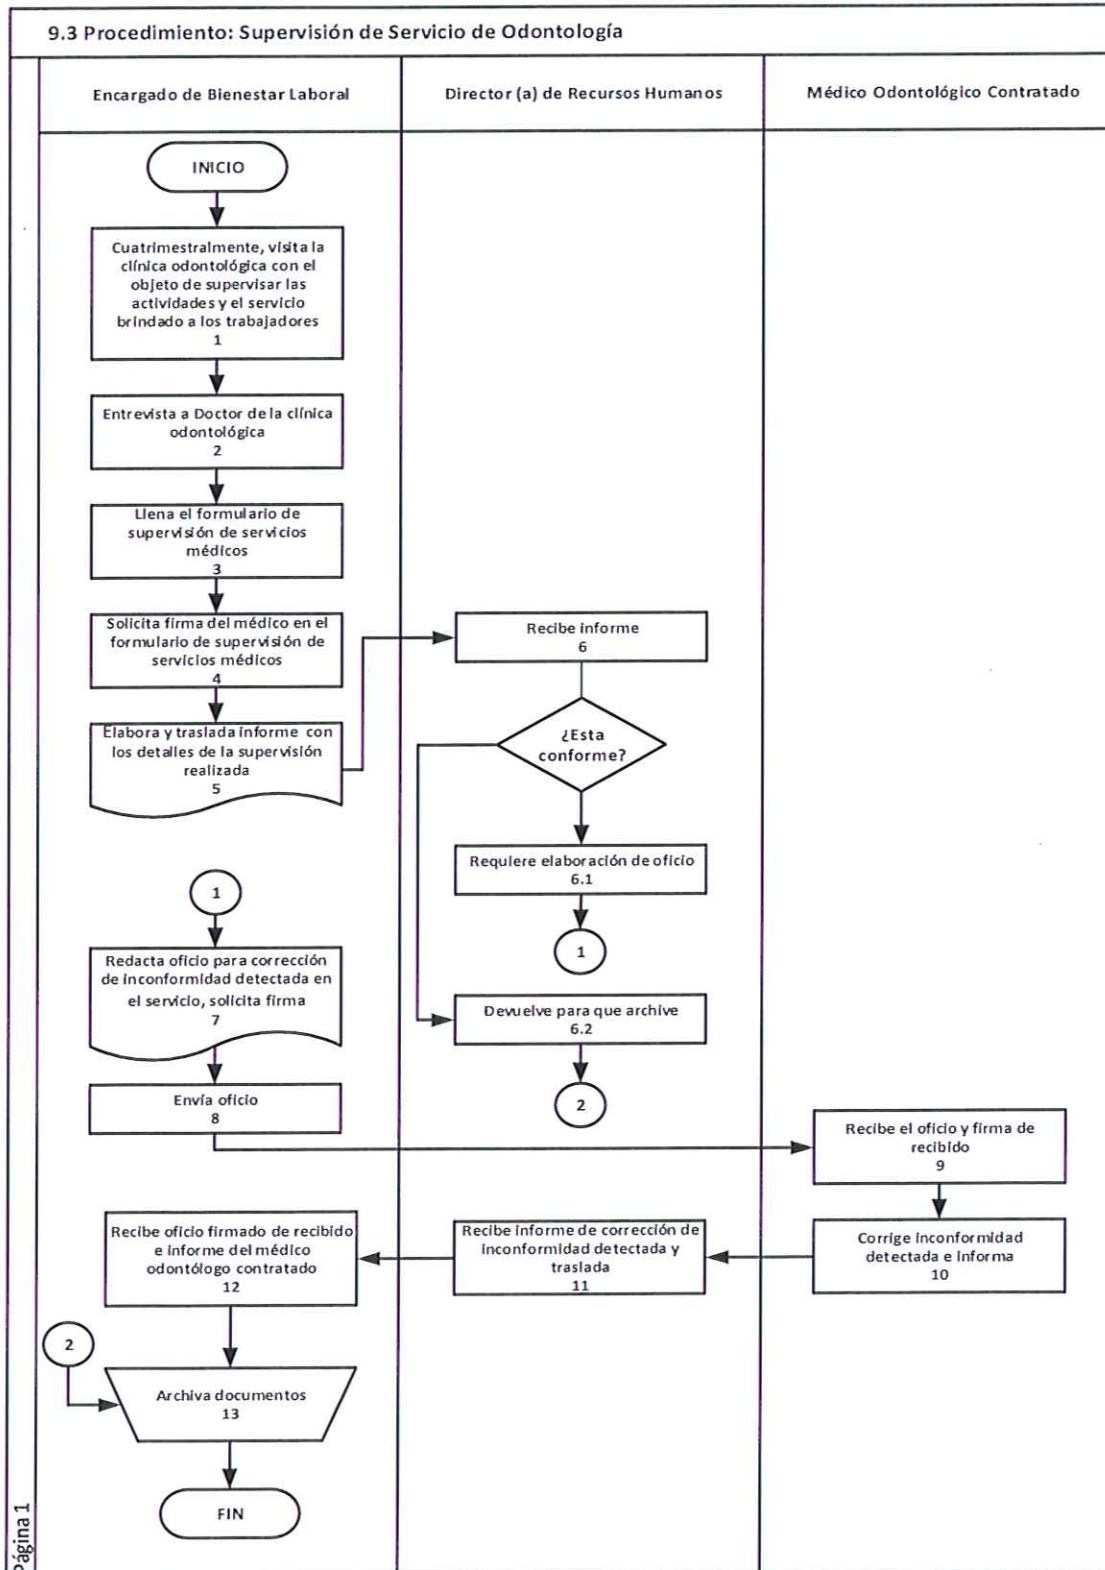 9.3 Procedimiento: Supervisión de Servicio de Odontología
Encargado de Bienestar Laboral
Director (a) de Recursos Humanos
Médico Odontológico Contratado
INICIO
Cuatrimestralmente, visita la
clínica odontológica con el
objeto de supervisar las
actividades y el servicio
brindado a los trabajadores
1
Entrevista a Doctor de la clínica
odontológica
2
Llena el formulario de
supervisión de servicios
médicos
3
Solicita firma del médico en el
formulario de supervisión de
servicios médicos
4
Elabora y traslada informe con
los detalles de la supervisión
realizada
5
Recibe informe
6
¿Esta
conforme?
Requiere elaboración de oficio
6.1
1
Devuelve para que archive
6.2
2
1
Redacta oficio para corrección
de inconformidad detectada en
el servicio, solicita firma
7
Envía oficio
8
Recibe el oficio y firma de
recibido
9
Corrige inconformidad
detectada e informa
10
Recibe informe de corrección de
inconformidad detectada y
traslada
11
Recibe oficio firmado de recibido
e informe del médico
odontólogo contratado
12
2
Archiva documentos
13
FIN
Página 1